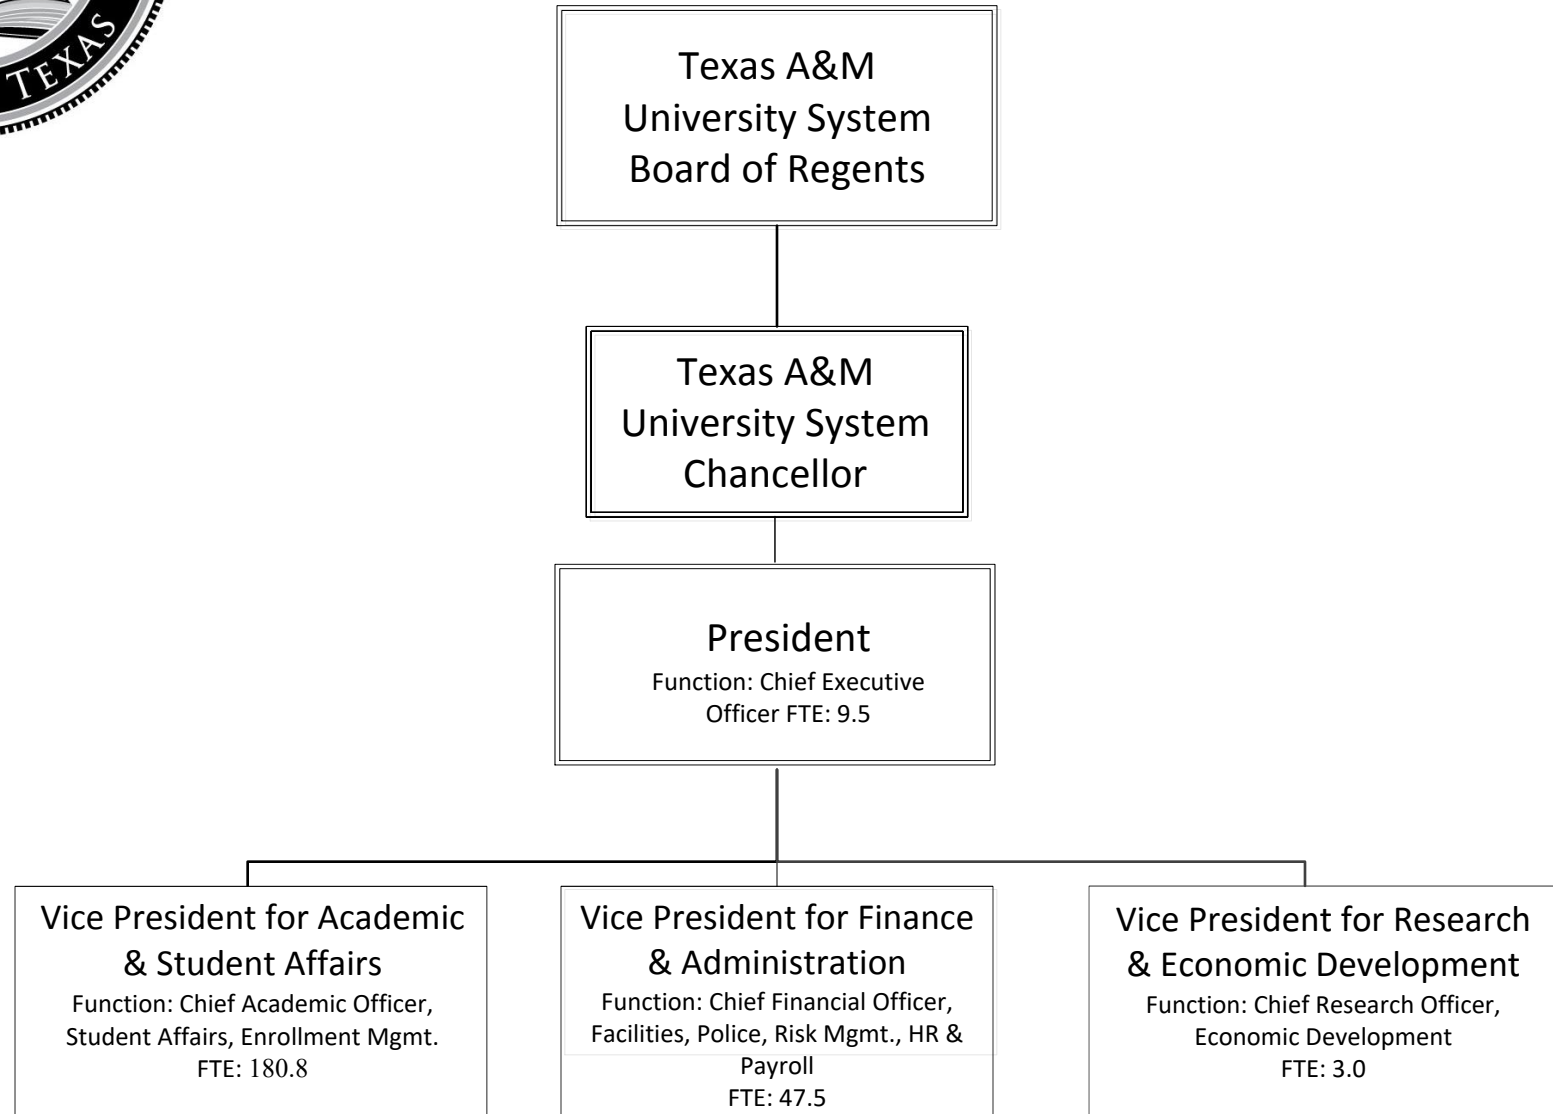 TEXAS
Texas A&M
University System
Board of Regents
Texas A&M
University System
Chancellor
President
Function: Chief Executive
Officer FTE: 9.5
Vice President for Academic
& Student Affairs
Function: Chief Academic Officer,
Student Affairs, Enrollment Mgmt.
FTE: 180.8
Vice President for Finance
& Administration
Function: Chief Financial Officer,
Facilities, Police, Risk Mgmt., HR &
Payroll
FTE: 47.5
Vice President for Research
& Economic Development
Function: Chief Research Officer,
Economic Development
FTE: 3.0